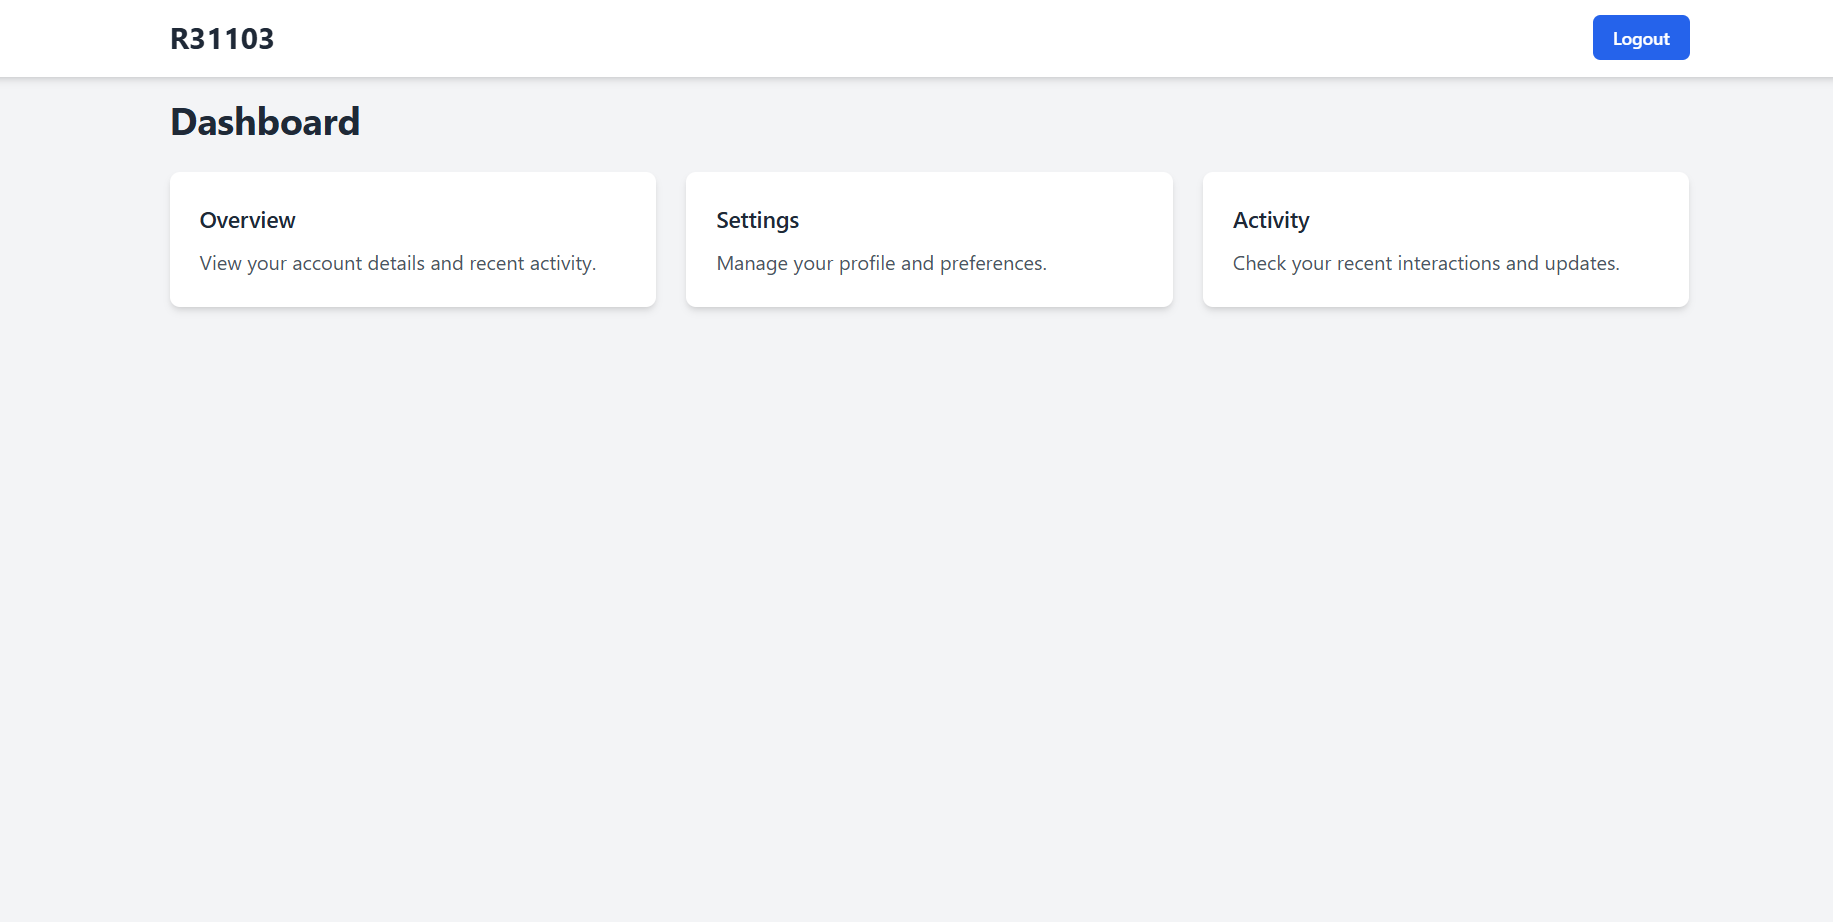 R31103
Logout
Dashboard
Overview
View your account details and recent activity.
Settings
Manage your profile and preferences.
Activity
Check your recent interactions and updates.